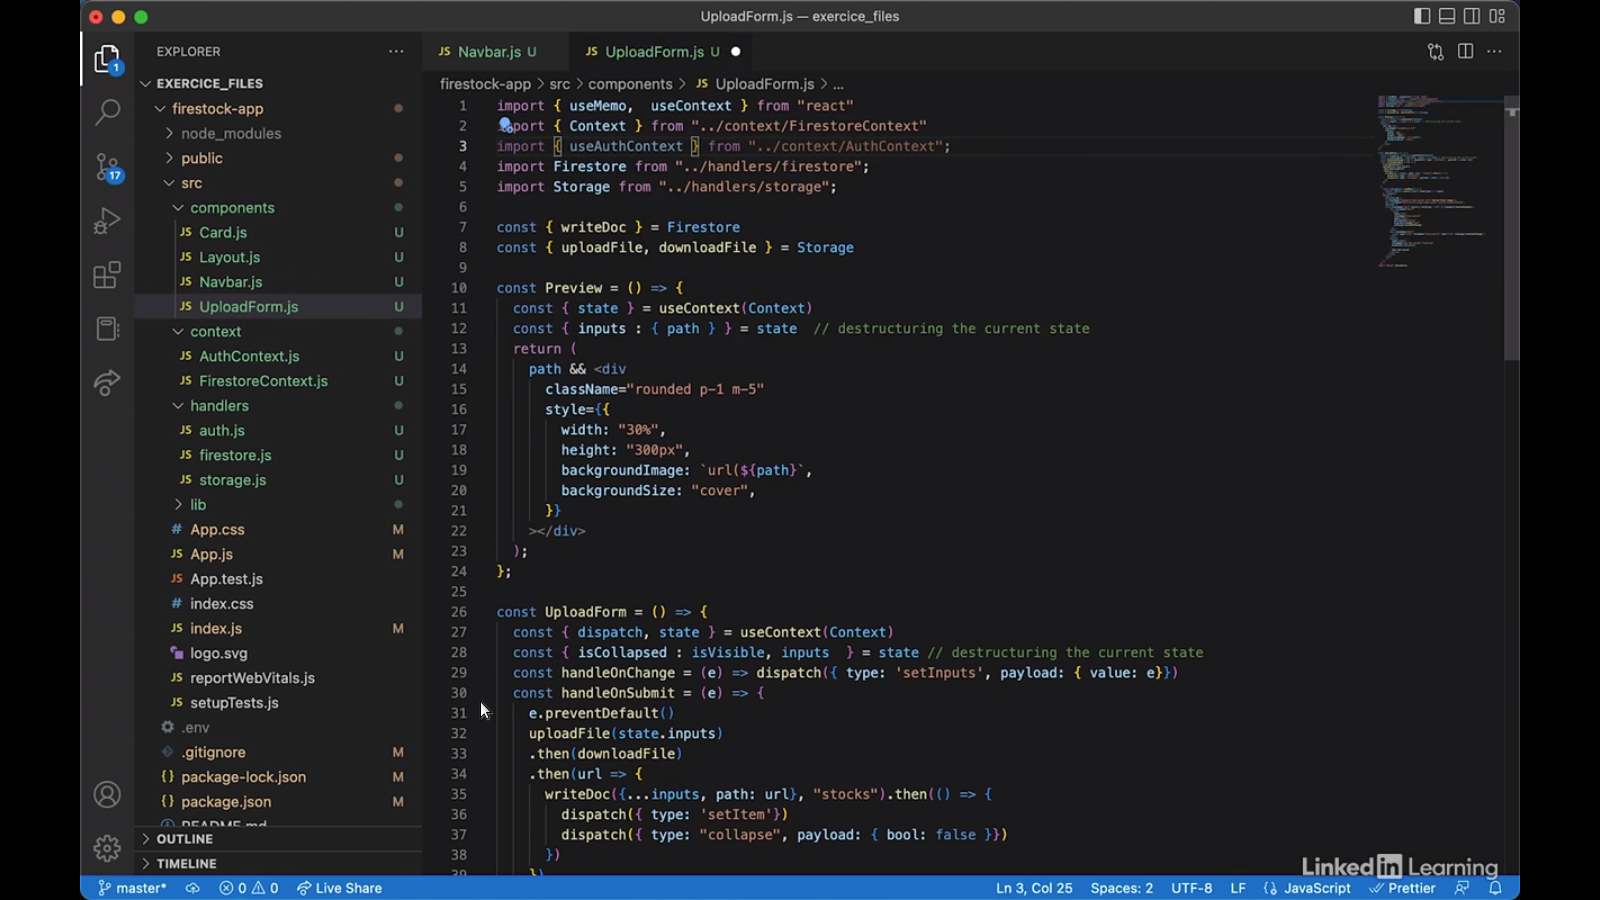 UploadForm.js — exercice_files
EXPLORER
JS Navbar.js U
JS UploadForm.js U
1
EXERCICE_FILES
firestock-app
node_modules
public
17
src
components
JS Card.js U
JS Layout.js U
JS Navbar.js U
JS UploadForm.js U
context
JS AuthContext.js U
JS FirestoreContext.js U
handlers
JS auth.js U
JS firestore.js U
JS storage.js U
lib
# App.css M
JS App.js M
JS App.test.js
# index.css
JS index.js M
logo.svg
JS reportWebVitals.js
JS setupTests.js
.env
.gitignore M
{} package-lock.json M
{} package.json M
README.md
OUTLINE
TIMELINE
firestock-app > src > components > JS UploadForm.js > ...
1 import { useMemo, useContext } from "react"
2 import { Context } from "../context/FirestoreContext"
3 import { useAuthContext } from "../context/AuthContext";
4 import Firestore from "../handlers/firestore";
5 import Storage from "../handlers/storage";
6
7 const { writeDoc } = Firestore
8 const { uploadFile, downloadFile } = Storage
9
10 const Preview = () => {
11 const { state } = useContext(Context)
12 const { inputs : { path } } = state // destructuring the current state
13 return (
14 path && <div
15 className="rounded p-1 m-5"
16 style={{
17 width: "30%",
18 height: "300px",
19 backgroundImage: `url(${path}`,
20 backgroundSize: "cover",
21 }}
22 ></div>
23 );
24 };
25
26 const UploadForm = () => {
27 const { dispatch, state } = useContext(Context)
28 const { isCollapsed : isVisible, inputs } = state // destructuring the current state
29 const handleOnChange = (e) => dispatch({ type: 'setInputs', payload: { value: e}})
30 const handleOnSubmit = (e) => {
31 e.preventDefault()
32 uploadFile(state.inputs)
33 .then(downloadFile)
34 .then(url => {
35 writeDoc({...inputs, path: url}, "stocks").then(() => {
36 dispatch({ type: 'setItem'})
37 dispatch({ type: "collapse", payload: { bool: false }})
38 })
39 })
LinkedIn Learning
master* 0 0 Live Share
Ln 3, Col 25 Spaces: 2 UTF-8 LF {} JavaScript Prettier